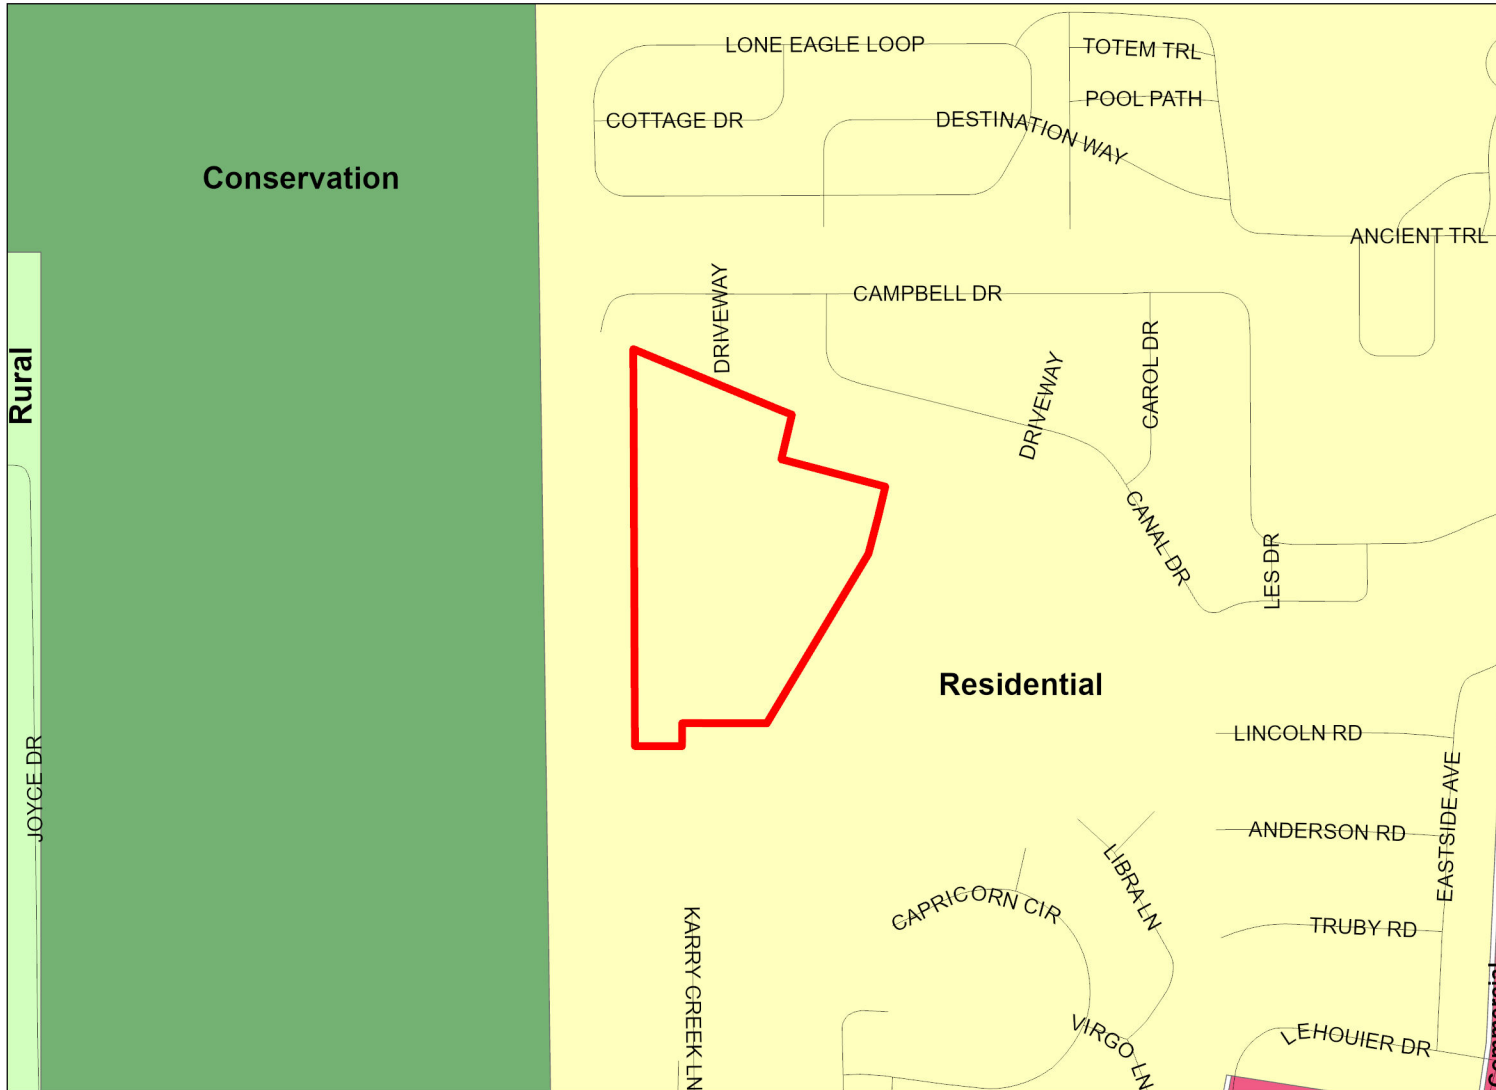 LONE EAGLE LOOP
TOTEM TRL
POOL PATH
COTTAGE DR
DESTINATION WAY
Conservation
ANCIENT TRL
DRIVEWAY
CAMPBELL DR
CAROL DR
Rural
DRIVEWAY
CANAL DR
LES DR
Residential
LINCOLN RD
JOYCE DR
EASTSIDE AVE
ANDERSON RD
LIBRA LN
CAPRICORN CIR
TRUBY RD
KARRY CREEK LN
VIRGO LN
LEHOUIER DR
Commercial